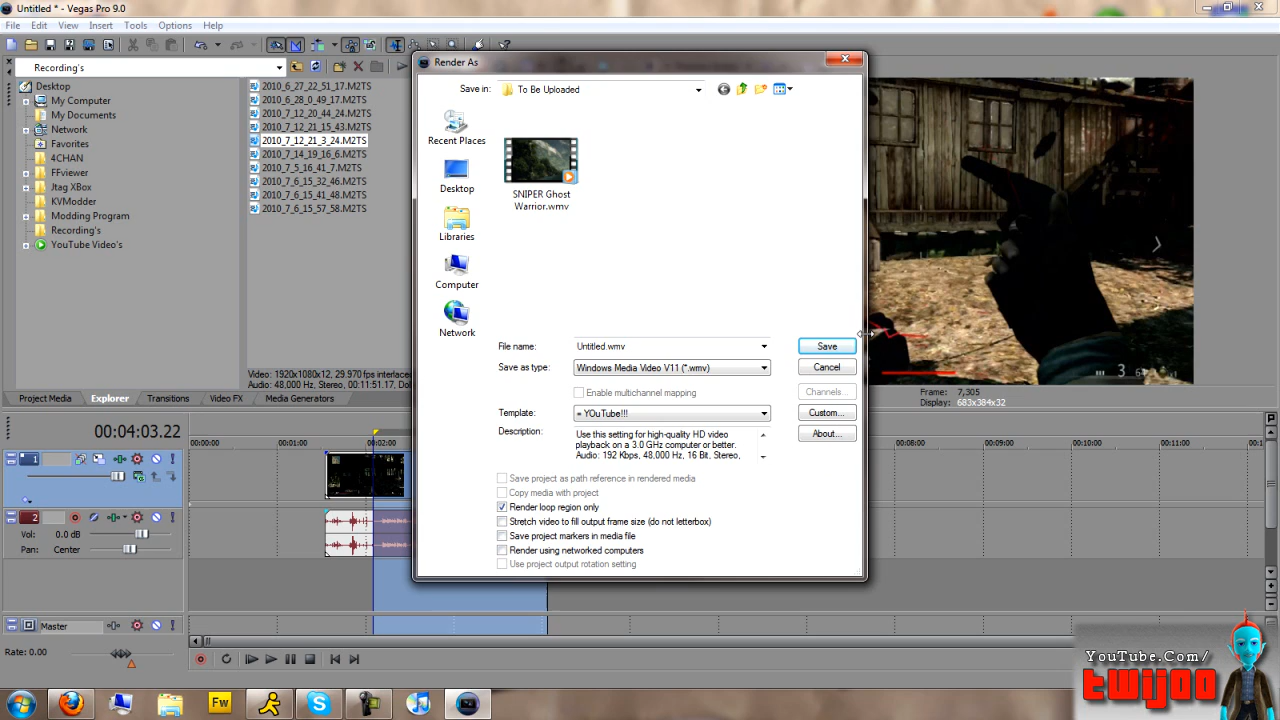 Untitled * - Vegas Pro 9.0
File Edit View Insert Tools Options Help
Recording's
Desktop
My Computer
My Documents
Network
Favorites
4CHAN
FFviewer
Jtag XBox
KVModder
Modding Program
Recording's
YouTube Video's
2010_6_27_22_51_17.M2TS
2010_6_28_0_49_17.M2TS
2010_7_12_20_44_24.M2TS
2010_7_12_21_15_43.M2TS
2010_7_12_21_3_24.M2TS
2010_7_14_19_16_6.M2TS
2010_7_5_16_41_7.M2TS
2010_7_6_15_32_46.M2TS
2010_7_6_15_41_48.M2TS
2010_7_6_15_57_58.M2TS
Video: 1920x1080x12, 29.970 fps interlaced
Audio: 48,000 Hz, Stereo, 00:11:51.17, Dol
Project Media Explorer Transitions Video FX Media Generators
Render As
Save in: To Be Uploaded
Recent Places
Desktop
Libraries
Computer
Network
SNIPER Ghost
Warrior.wmv
File name: Untitled.wmv Save
Save as type: Windows Media Video V11 (*.wmv) Cancel
Enable multichannel mapping Channels...
Template: = YOuTube!!! Custom...
Description: Use this setting for high-quality HD video About...
playback on a 3.0 GHz computer or better.
Audio: 192 Kbps, 48,000 Hz, 16 Bit, Stereo,
Save project as path reference in rendered media
Copy media with project
Render loop region only
Stretch video to fill output frame size (do not letterbox)
Save project markers in media file
Render using networked computers
Use project output rotation setting
3
Frame: 7,305
Display: 683x384x32
00:04:03.22
00:00:00 00:01:00 00:02:00 00:08:00 00:09:00 00:10:00 00:11:00
1
2
Vol: 0.0 dB
Pan: Center
Master
Rate: 0.00
YouTube.Com/
twijoo
Fw